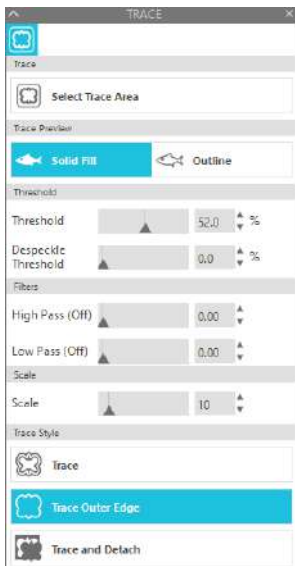 TRACE
Trace
Select Trace Area
Trace Preview
Solid Fill Outline
Threshold
Threshold 52.0 %
Despeckle
Threshold 0.0 %
Filters
High Pass (Off) 0.00
Low Pass (Off) 0.00
Scale
Scale 10
Trace Style
Trace
Trace Outer Edge
Trace and Detach